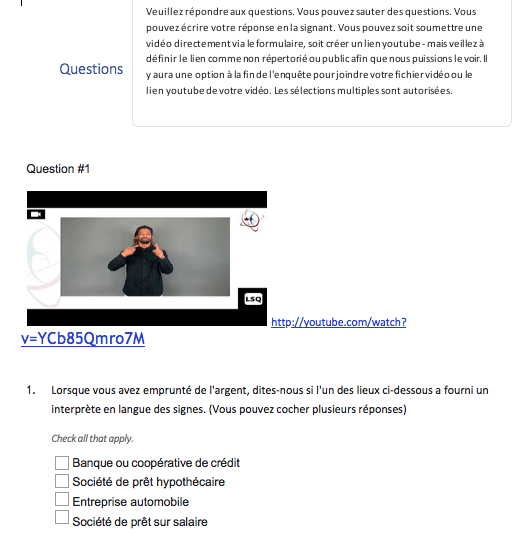 Veuillez répondre aux questions. Vous pouvez sauter des questions. Vous
pouvez écrire votre réponse en la signant. Vous pouvez soit soumettre une
vidéo directement via le formulaire, soit créer un lien youtube - mais veillez à
définir le lien comme non répertorié ou public afin que nous puissions le voir. Il
y aura une option à la fin de l'enquête pour joindre votre fichier vidéo ou le
lien youtube de votre vidéo. Les sélections multiples sont autorisées.
Questions
Question #1
LSQ
http://youtube.com/watch?
v=YCb85Qmro7M
1. Lorsque vous avez emprunté de l'argent, dites-nous si l'un des lieux ci-dessous a fourni un
interprète en langue des signes. (Vous pouvez cocher plusieurs réponses)
Check all that apply.
Banque ou coopérative de crédit
Société de prêt hypothécaire
Entreprise automobile
Société de prêt sur salaire